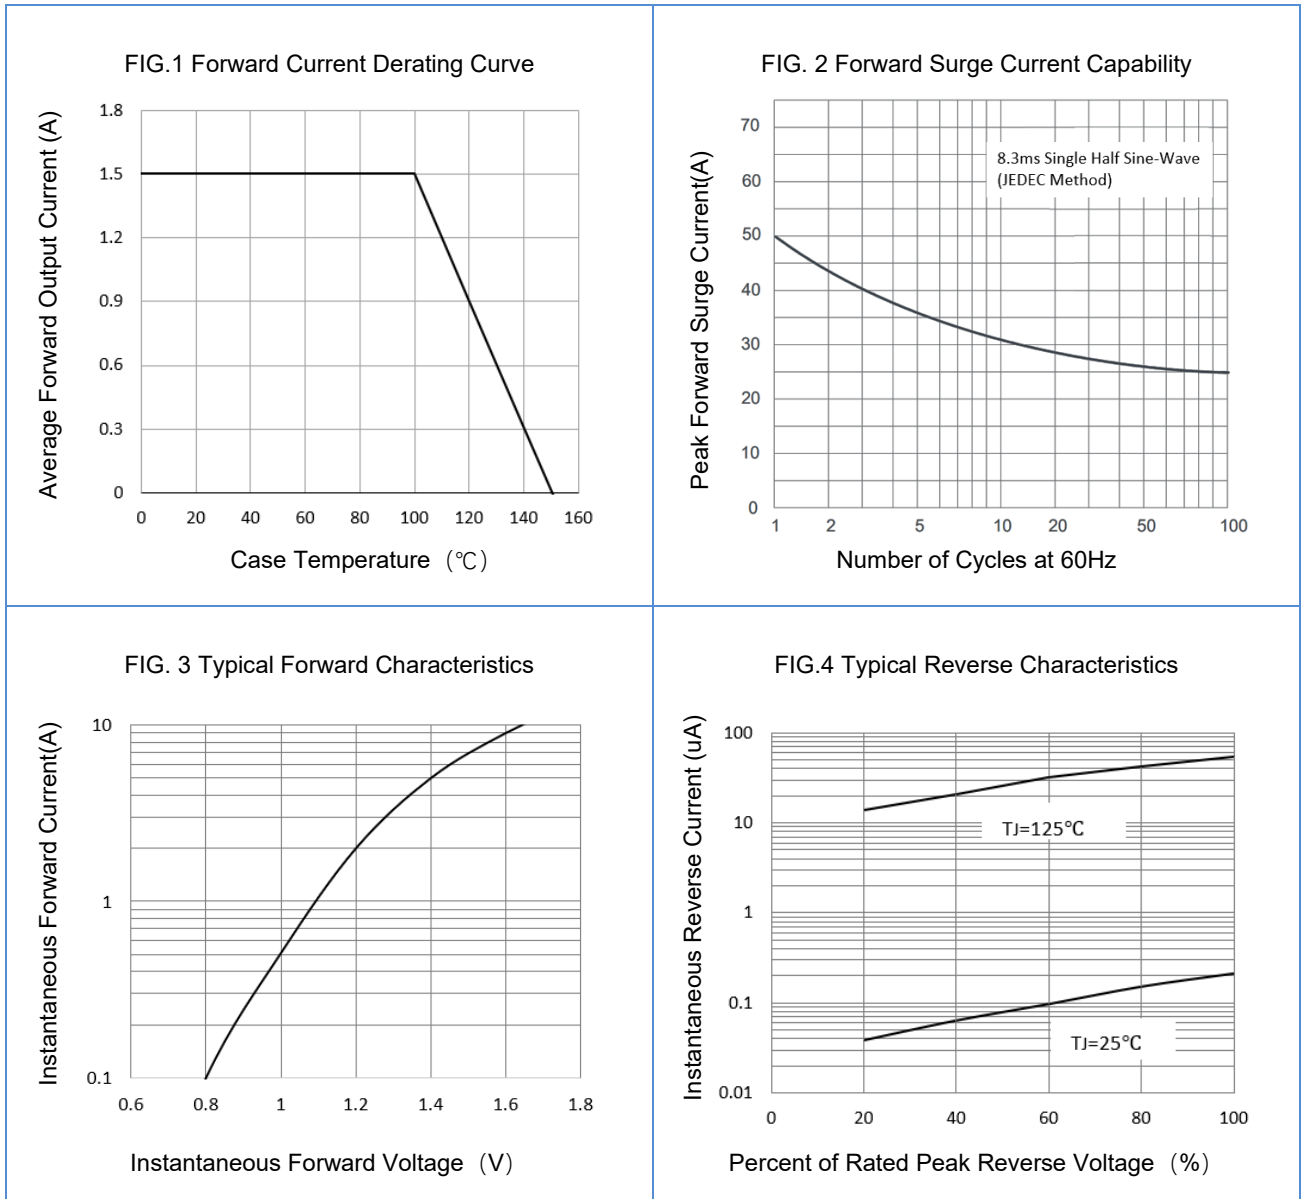 FIG.1 Forward Current Derating Curve
Average Forward Output Current (A)
1.8
1.5
1.2
0.9
0.6
0.3
0
0 20 40 60 80 100 120 140 160
Case Temperature（℃）
FIG. 2 Forward Surge Current Capability
Peak Forward Surge Current(A)
70
60
50
40
30
20
10
0
8.3ms Single Half Sine-Wave
(JEDEC Method)
1 2 5 10 20 50 100
Number of Cycles at 60Hz
FIG. 3 Typical Forward Characteristics
Instantaneous Forward Current(A)
10
1
0.1
0.6 0.8 1 1.2 1.4 1.6 1.8
Instantaneous Forward Voltage（V）
FIG.4 Typical Reverse Characteristics
Instantaneous Reverse Current (uA)
100
10
1
0.1
0.01
TJ=125℃
TJ=25℃
0 20 40 60 80 100
Percent of Rated Peak Reverse Voltage（%）